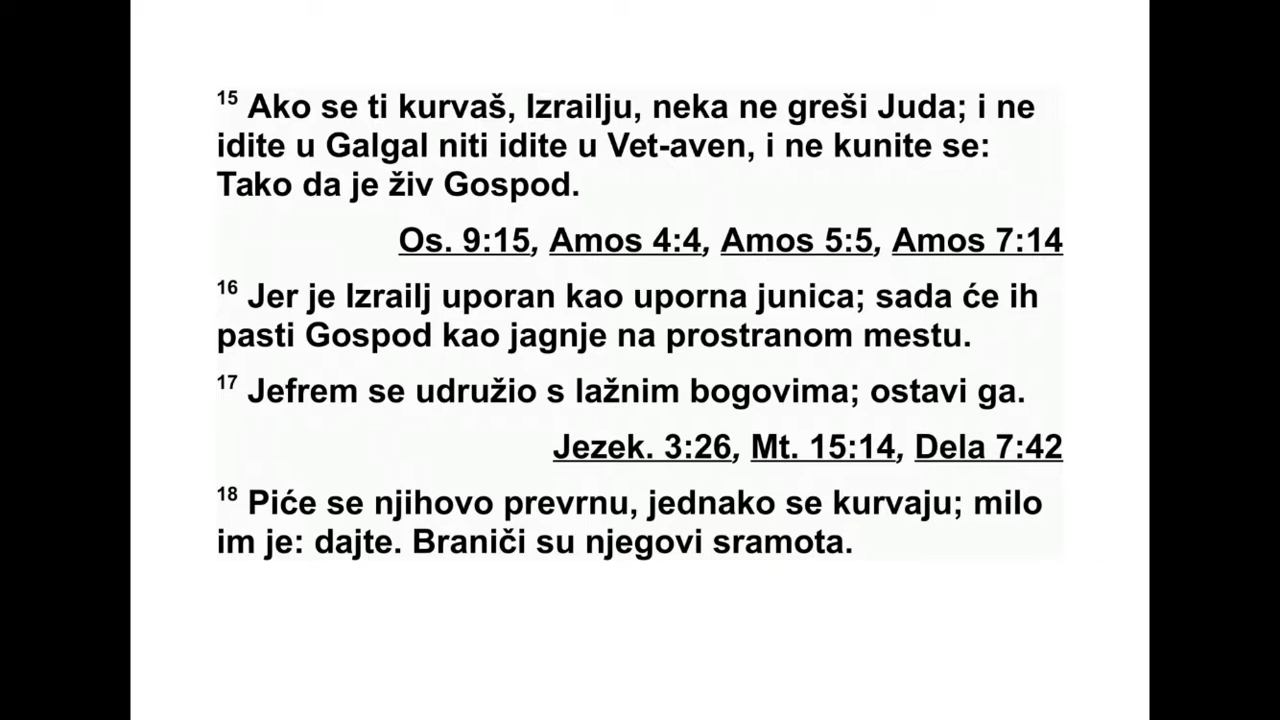 15 Ako se ti kurvaš, Izrailju, neka ne greši Juda; i ne
idite u Galgal niti idite u Vet-aven, i ne kunite se:
Tako da je živ Gospod.
Os. 9:15, Amos 4:4, Amos 5:5, Amos 7:14
16 Jer je Izrailj uporan kao uporna junica; sada će ih
pasti Gospod kao jagnje na prostranom mestu.
17 Jefrem se udružio s lažnim bogovima; ostavi ga.
Jezek. 3:26, Mt. 15:14, Dela 7:42
18 Piće se njihovo prevrnu, jednako se kurvaju; milo
im je: dajte. Braniči su njegovi sramota.